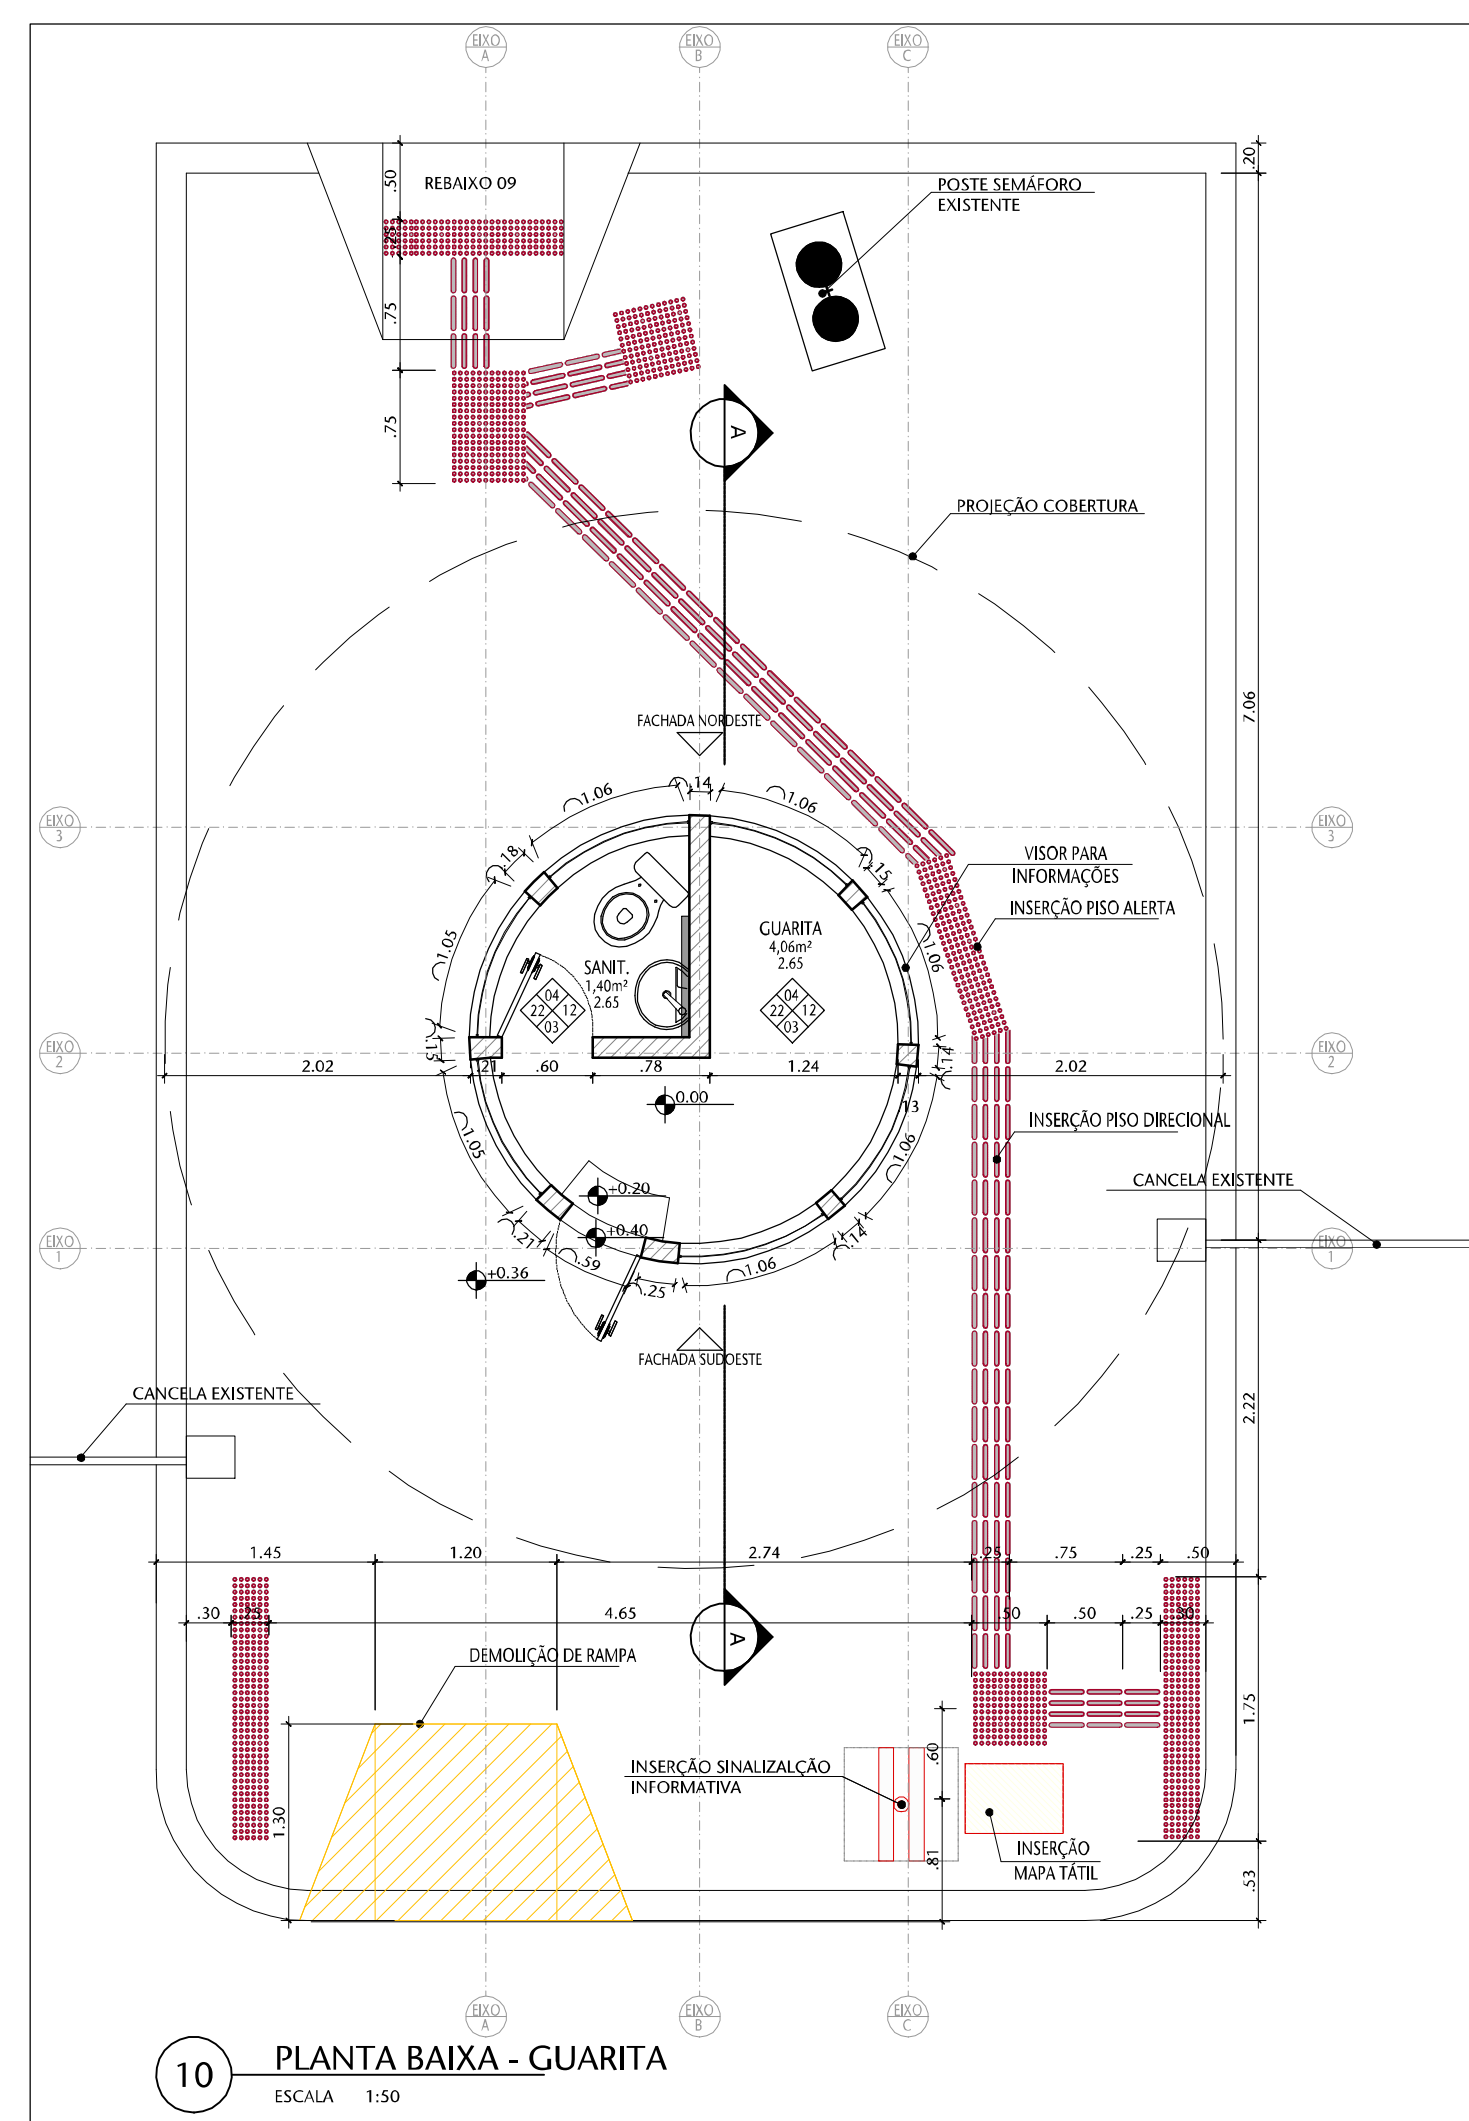 EIXO
A
EIXO
B
EIXO
C
.20
.50
REBAIXO 09
POSTE SEMÁFORO
EXISTENTE
.25
.75
.75
A
PROJEÇÃO COBERTURA
7.06
FACHADA NORDESTE
1.06
.14
1.06
EIXO
3
EIXO
3
.18
.15
VISOR PARA
INFORMAÇÕES
INSERÇÃO PISO ALERTA
GUARITA
4,06m²
2.65
1.05
1.06
SANIT.
1,40m²
2.65
04
22
12
03
04
22
12
03
EIXO
2
EIXO
2
.15
.14
2.02
.21
.60
.78
1.24
2.02
0.00
.13
INSERÇÃO PISO DIRECIONAL
1.05
1.06
CANCELA EXISTENTE
+0.20
+0.40
EIXO
1
EIXO
1
.21
.14
+0.36
.59
.25
1.06
FACHADA SUDOESTE
CANCELA EXISTENTE
2.22
1.45
1.20
2.74
.25
.75
.25
.50
.30
.25
4.65
.50
.50
.25
.30
A
DEMOLIÇÃO DE RAMPA
1.75
.60
INSERÇÃO SINALIZALÇÃO
INFORMATIVA
1.30
.81
INSERÇÃO
MAPA TÁTIL
.53
EIXO
A
EIXO
B
EIXO
C
10
PLANTA BAIXA - GUARITA
ESCALA 1:50